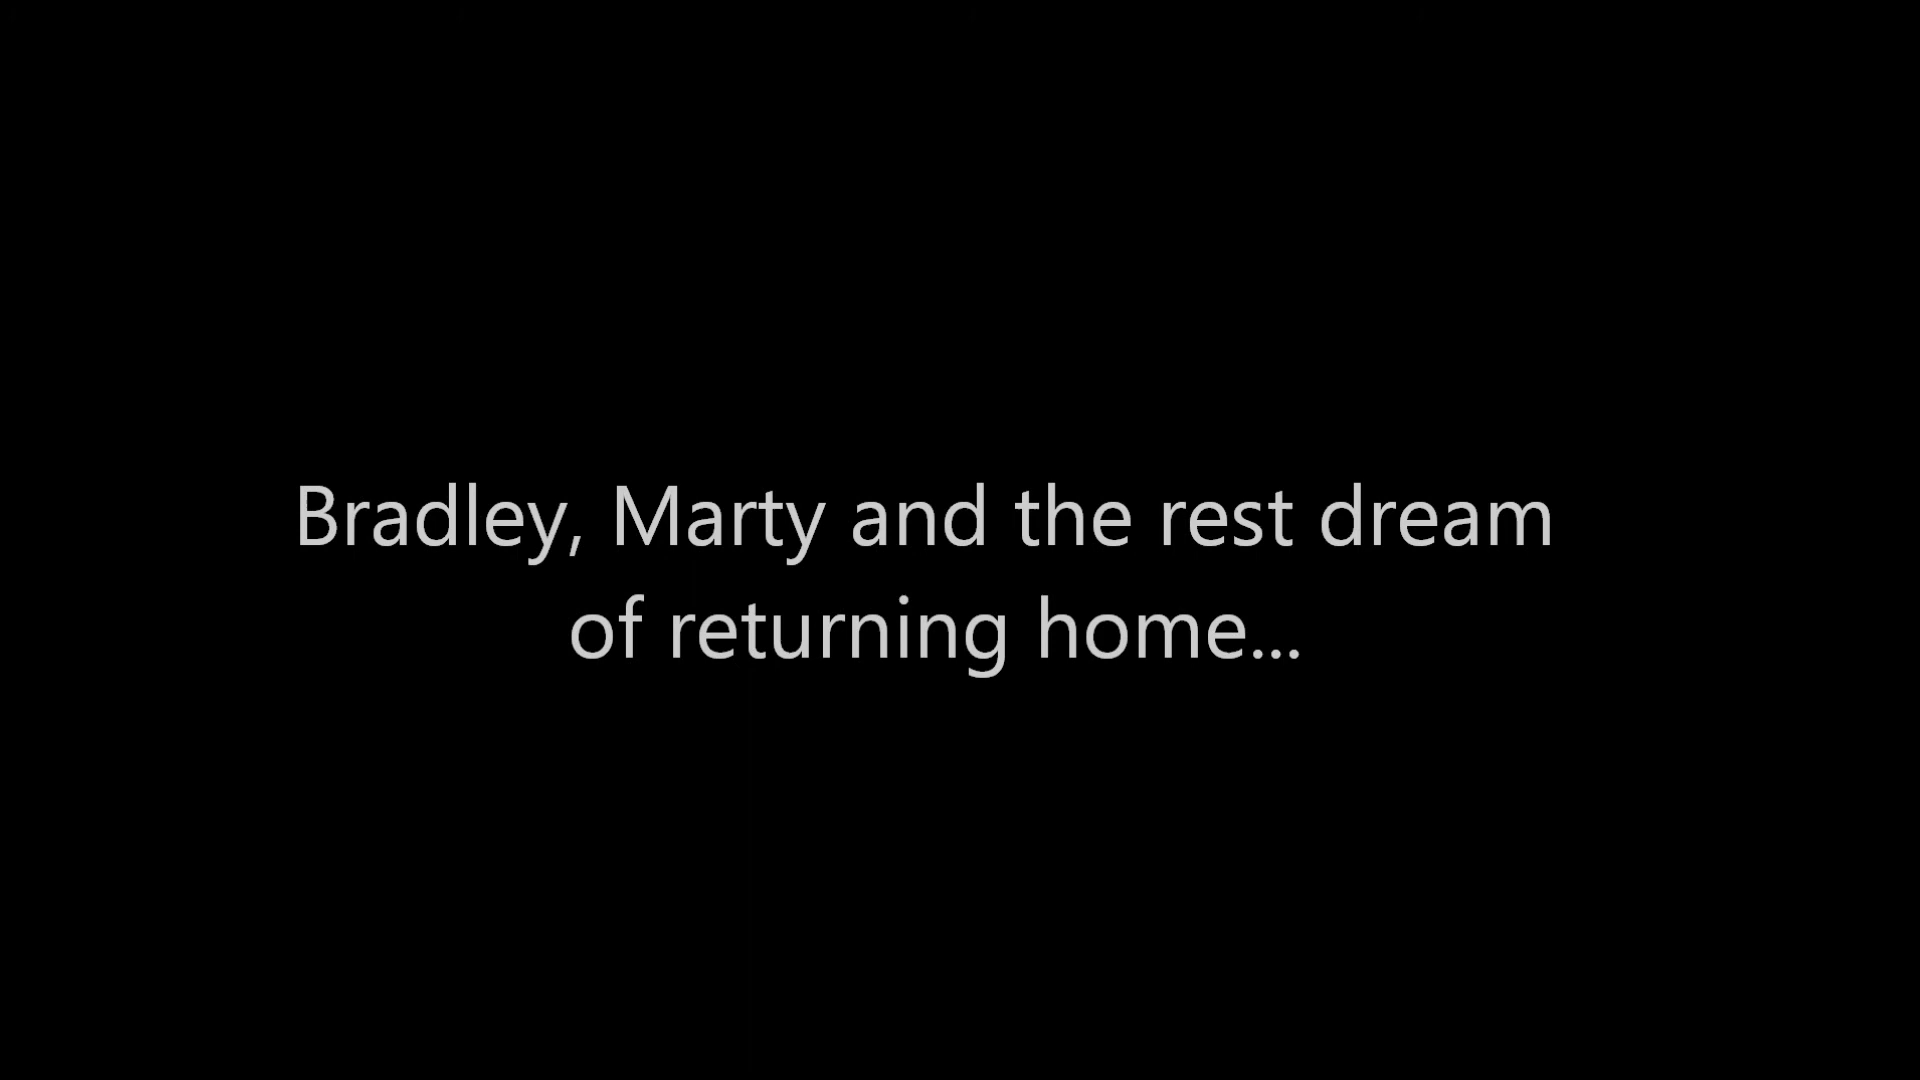 Bradley, Marty and the rest dream
of returning home...